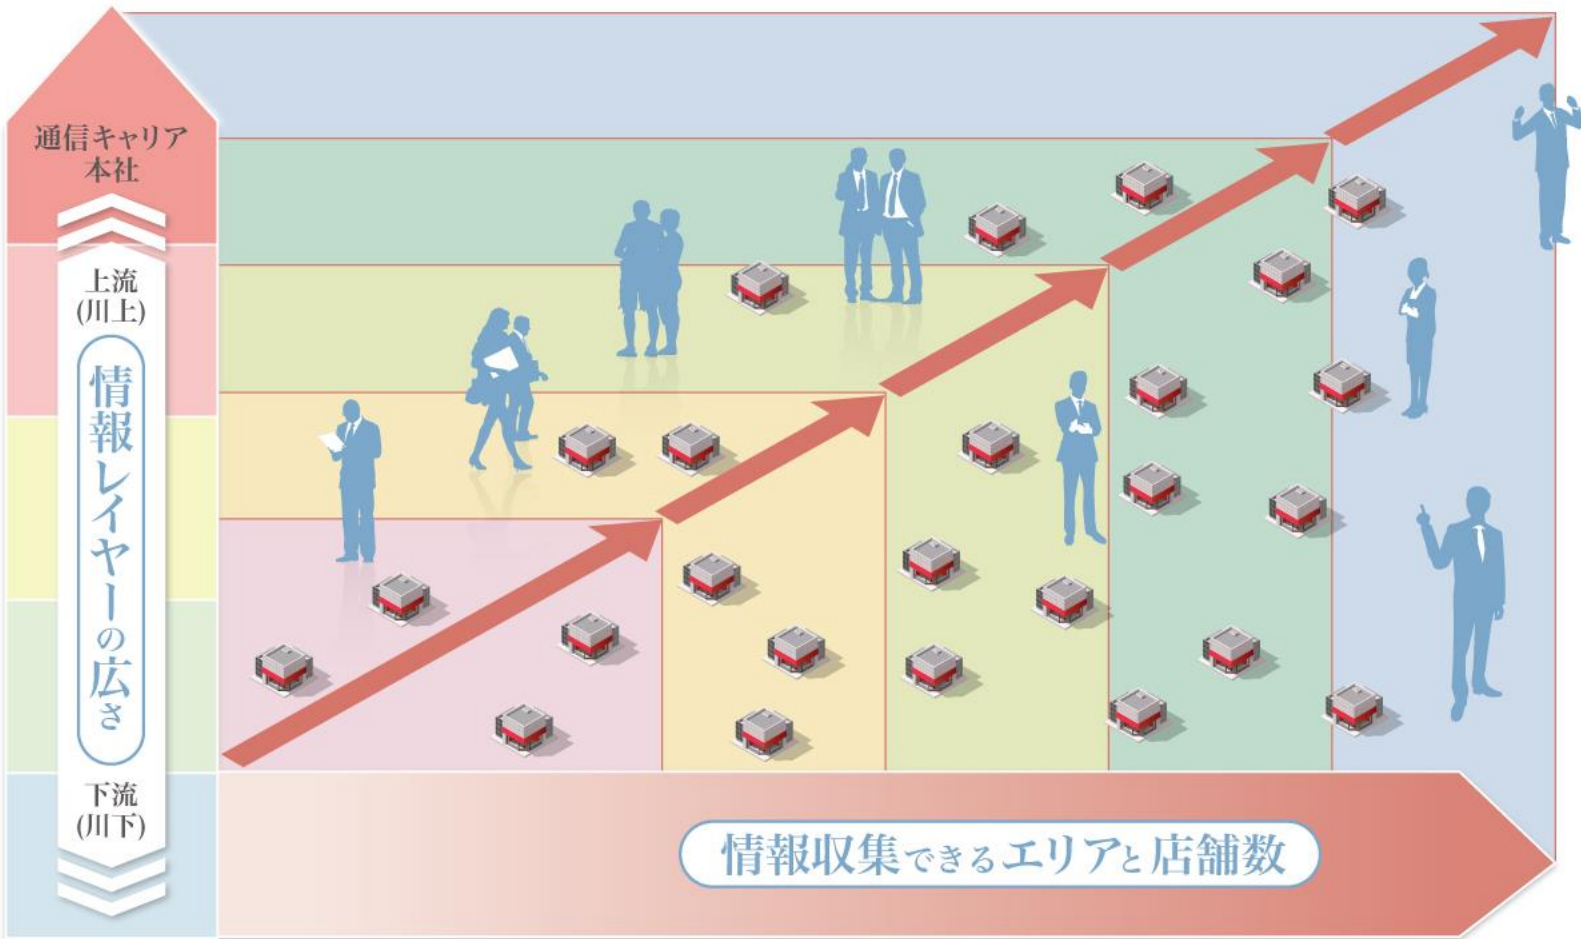 通信キャリア
本社
上流
(川上)
情報レイヤーの広さ
下流
(川下)
情報収集できるエリアと店舗数